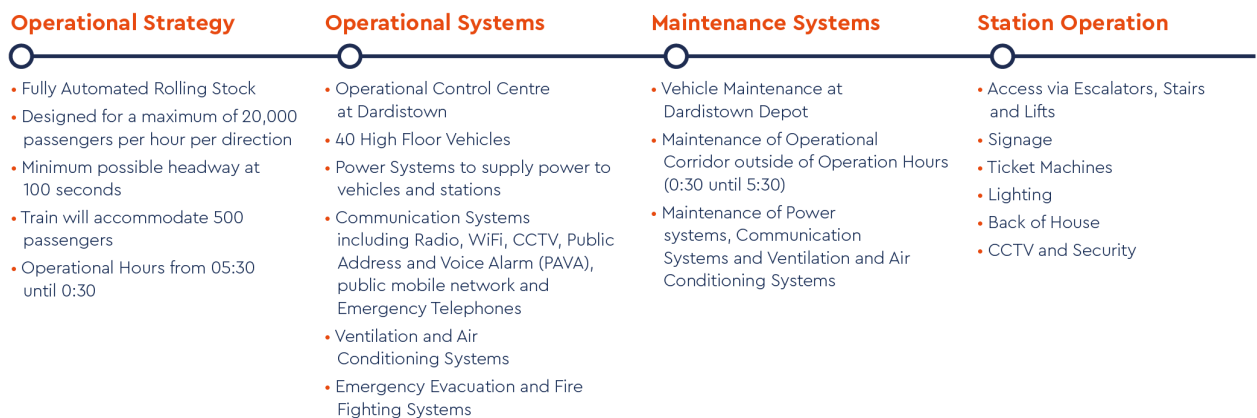 Operational Strategy
• Fully Automated Rolling Stock
• Designed for a maximum of 20,000
passengers per hour per direction
• Minimum possible headway at
100 seconds
• Train will accommodate 500
passengers
• Operational Hours from 05:30
until 0:30
Operational Systems
• Operational Control Centre
at Dardistown
• 40 High Floor Vehicles
• Power Systems to supply power to
vehicles and stations
• Communication Systems
including Radio, WiFi, CCTV, Public
Address and Voice Alarm (PAVA),
public mobile network and
Emergency Telephones
• Ventilation and Air
Conditioning Systems
• Emergency Evacuation and Fire
Fighting Systems
Maintenance Systems
• Vehicle Maintenance at
Dardistown Depot
• Maintenance of Operational
Corridor outside of Operation Hours
(0:30 until 5:30)
• Maintenance of Power
systems, Communication
Systems and Ventilation and Air
Conditioning Systems
Station Operation
• Access via Escalators, Stairs
and Lifts
• Signage
• Ticket Machines
• Lighting
• Back of House
• CCTV and Security